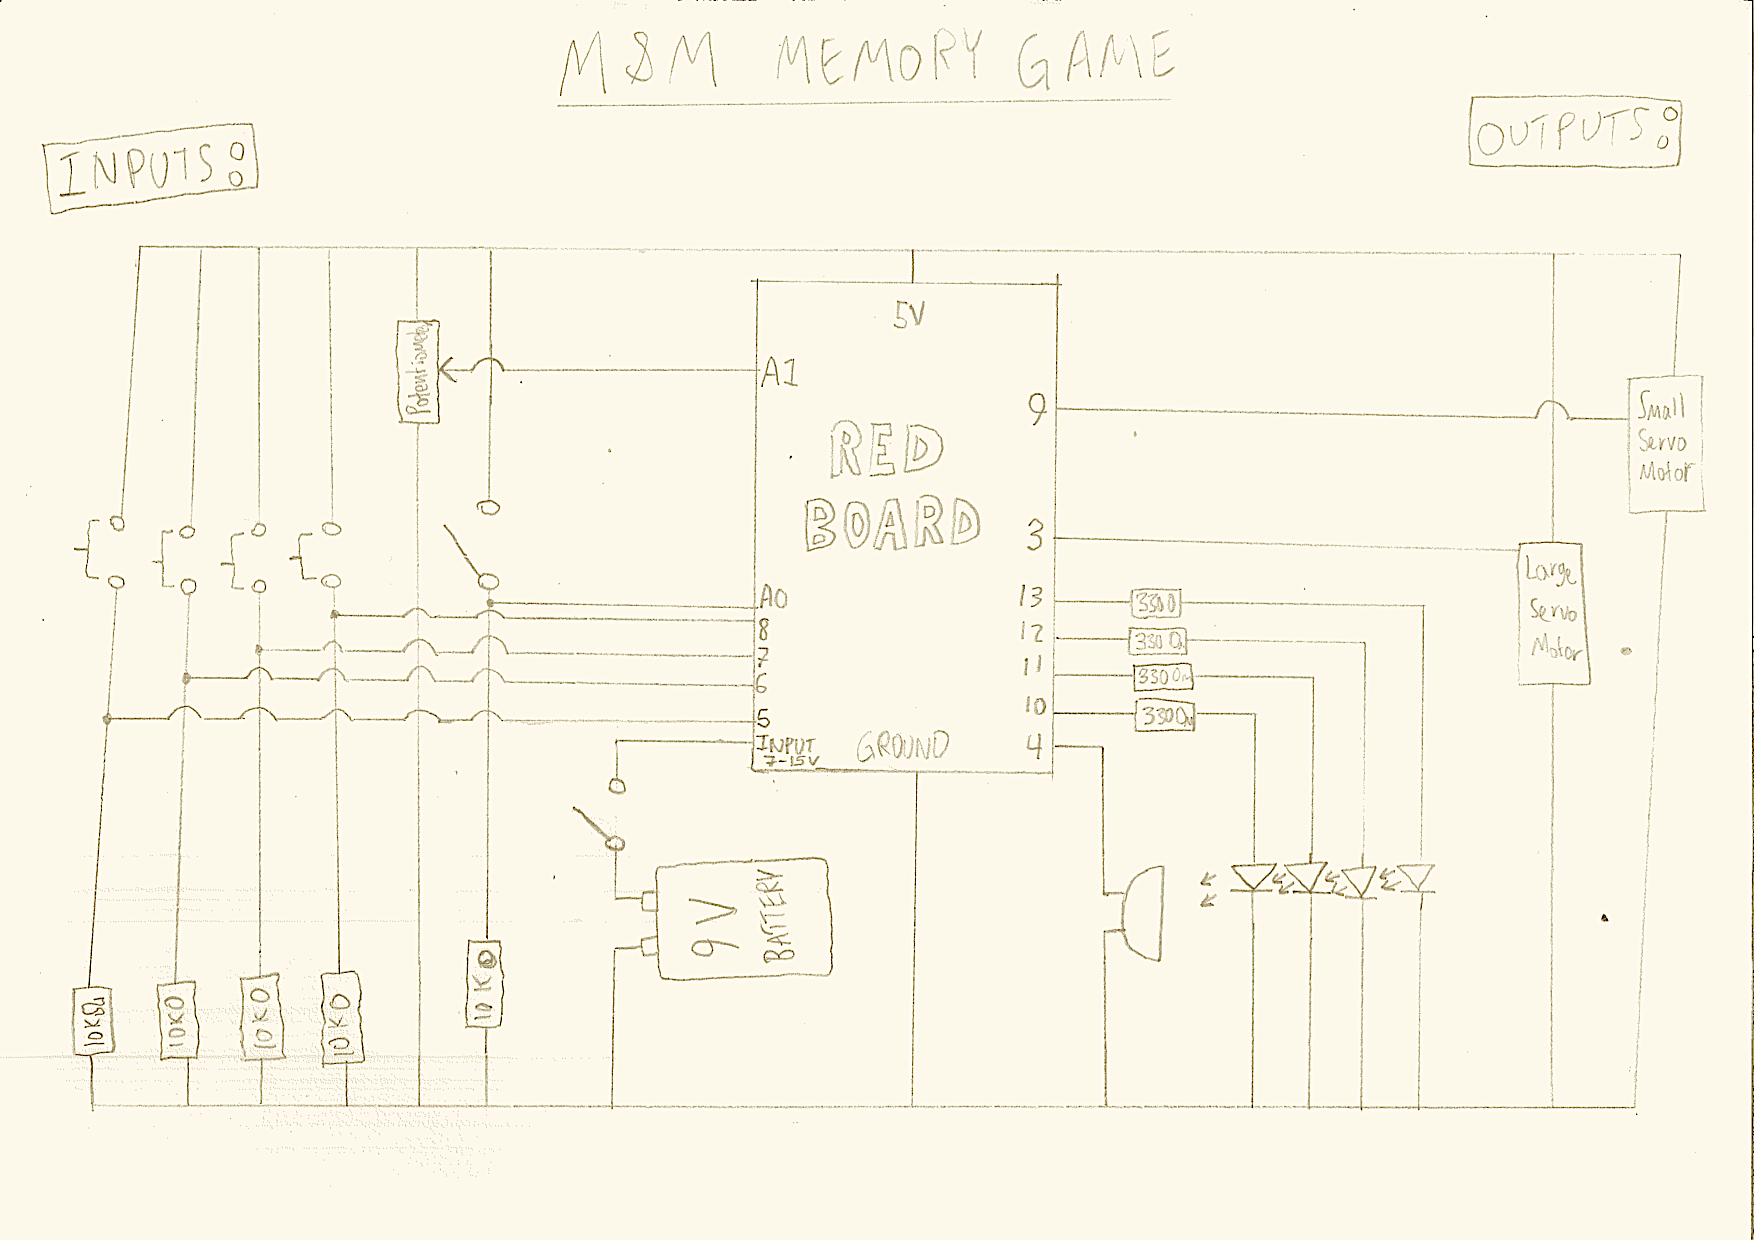 M&M MEMORY GAME
INPUTS:
OUTPUTS:
5V
Potentiometer
A1
9
RED
BOARD
3
A0
8
7
6
5
INPUT
7-15V
GROUND
13
12
11
10
4
330Ω
330Ω
330Ω
330Ω
Small
Servo
Motor
Large
Servo
Motor
9V
BATTERY
10KΩ
10KΩ
10KΩ
10KΩ
10KΩ